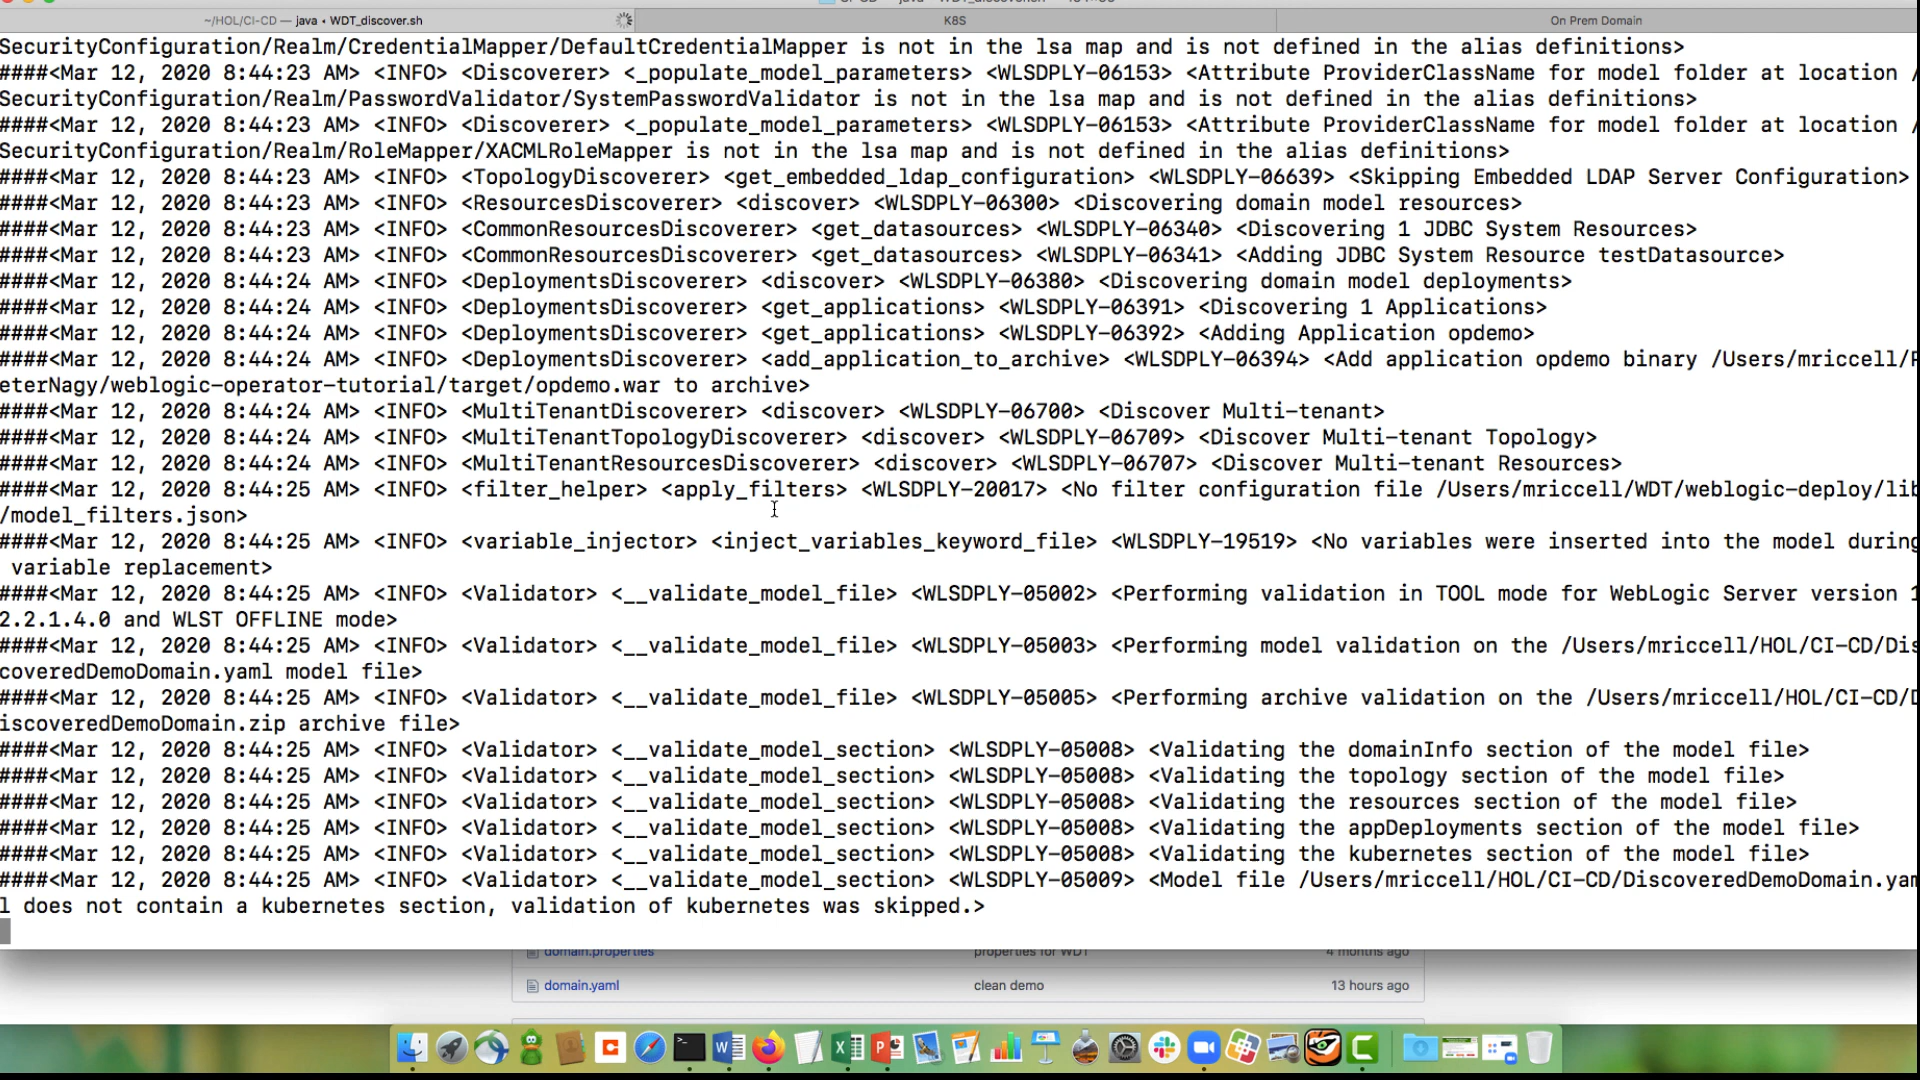 ~/HOL/CI-CD — java • WDT_discover.sh
K8S
On Prem Domain
SecurityConfiguration/Realm/CredentialMapper/DefaultCredentialMapper is not in the lsa map and is not defined in the alias definitions>
####<Mar 12, 2020 8:44:23 AM> <INFO> <Discoverer> <_populate_model_parameters> <WLSDPLY-06153> <Attribute ProviderClassName for model folder at location /
SecurityConfiguration/Realm/PasswordValidator/SystemPasswordValidator is not in the lsa map and is not defined in the alias definitions>
####<Mar 12, 2020 8:44:23 AM> <INFO> <Discoverer> <_populate_model_parameters> <WLSDPLY-06153> <Attribute ProviderClassName for model folder at location /
SecurityConfiguration/Realm/RoleMapper/XACMLRoleMapper is not in the lsa map and is not defined in the alias definitions>
####<Mar 12, 2020 8:44:23 AM> <INFO> <TopologyDiscoverer> <get_embedded_ldap_configuration> <WLSDPLY-06639> <Skipping Embedded LDAP Server Configuration>
####<Mar 12, 2020 8:44:23 AM> <INFO> <ResourcesDiscoverer> <discover> <WLSDPLY-06300> <Discovering domain model resources>
####<Mar 12, 2020 8:44:23 AM> <INFO> <CommonResourcesDiscoverer> <get_datasources> <WLSDPLY-06340> <Discovering 1 JDBC System Resources>
####<Mar 12, 2020 8:44:23 AM> <INFO> <CommonResourcesDiscoverer> <get_datasources> <WLSDPLY-06341> <Adding JDBC System Resource testDatasource>
####<Mar 12, 2020 8:44:24 AM> <INFO> <DeploymentsDiscoverer> <discover> <WLSDPLY-06380> <Discovering domain model deployments>
####<Mar 12, 2020 8:44:24 AM> <INFO> <DeploymentsDiscoverer> <get_applications> <WLSDPLY-06391> <Discovering 1 Applications>
####<Mar 12, 2020 8:44:24 AM> <INFO> <DeploymentsDiscoverer> <get_applications> <WLSDPLY-06392> <Adding Application opdemo>
####<Mar 12, 2020 8:44:24 AM> <INFO> <DeploymentsDiscoverer> <add_application_to_archive> <WLSDPLY-06394> <Add application opdemo binary /Users/mriccell/P
eterNagy/weblogic-operator-tutorial/target/opdemo.war to archive>
####<Mar 12, 2020 8:44:24 AM> <INFO> <MultiTenantDiscoverer> <discover> <WLSDPLY-06700> <Discover Multi-tenant>
####<Mar 12, 2020 8:44:24 AM> <INFO> <MultiTenantTopologyDiscoverer> <discover> <WLSDPLY-06709> <Discover Multi-tenant Topology>
####<Mar 12, 2020 8:44:24 AM> <INFO> <MultiTenantResourcesDiscoverer> <discover> <WLSDPLY-06707> <Discover Multi-tenant Resources>
####<Mar 12, 2020 8:44:25 AM> <INFO> <filter_helper> <apply_filters> <WLSDPLY-20017> <No filter configuration file /Users/mriccell/WDT/weblogic-deploy/lib
/model_filters.json>
####<Mar 12, 2020 8:44:25 AM> <INFO> <variable_injector> <inject_variables_keyword_file> <WLSDPLY-19519> <No variables were inserted into the model during
variable replacement>
####<Mar 12, 2020 8:44:25 AM> <INFO> <Validator> <__validate_model_file> <WLSDPLY-05002> <Performing validation in TOOL mode for WebLogic Server version 1
2.2.1.4.0 and WLST OFFLINE mode>
####<Mar 12, 2020 8:44:25 AM> <INFO> <Validator> <__validate_model_file> <WLSDPLY-05003> <Performing model validation on the /Users/mriccell/HOL/CI-CD/Dis
coveredDemoDomain.yaml model file>
####<Mar 12, 2020 8:44:25 AM> <INFO> <Validator> <__validate_model_file> <WLSDPLY-05005> <Performing archive validation on the /Users/mriccell/HOL/CI-CD/D
iscoveredDemoDomain.zip archive file>
####<Mar 12, 2020 8:44:25 AM> <INFO> <Validator> <__validate_model_section> <WLSDPLY-05008> <Validating the domainInfo section of the model file>
####<Mar 12, 2020 8:44:25 AM> <INFO> <Validator> <__validate_model_section> <WLSDPLY-05008> <Validating the topology section of the model file>
####<Mar 12, 2020 8:44:25 AM> <INFO> <Validator> <__validate_model_section> <WLSDPLY-05008> <Validating the resources section of the model file>
####<Mar 12, 2020 8:44:25 AM> <INFO> <Validator> <__validate_model_section> <WLSDPLY-05008> <Validating the appDeployments section of the model file>
####<Mar 12, 2020 8:44:25 AM> <INFO> <Validator> <__validate_model_section> <WLSDPLY-05008> <Validating the kubernetes section of the model file>
####<Mar 12, 2020 8:44:25 AM> <INFO> <Validator> <__validate_model_section> <WLSDPLY-05009> <Model file /Users/mriccell/HOL/CI-CD/DiscoveredDemoDomain.yam
l does not contain a kubernetes section, validation of kubernetes was skipped.>
domain.properties properties for WDT 4 months ago
domain.yaml clean demo 13 hours ago